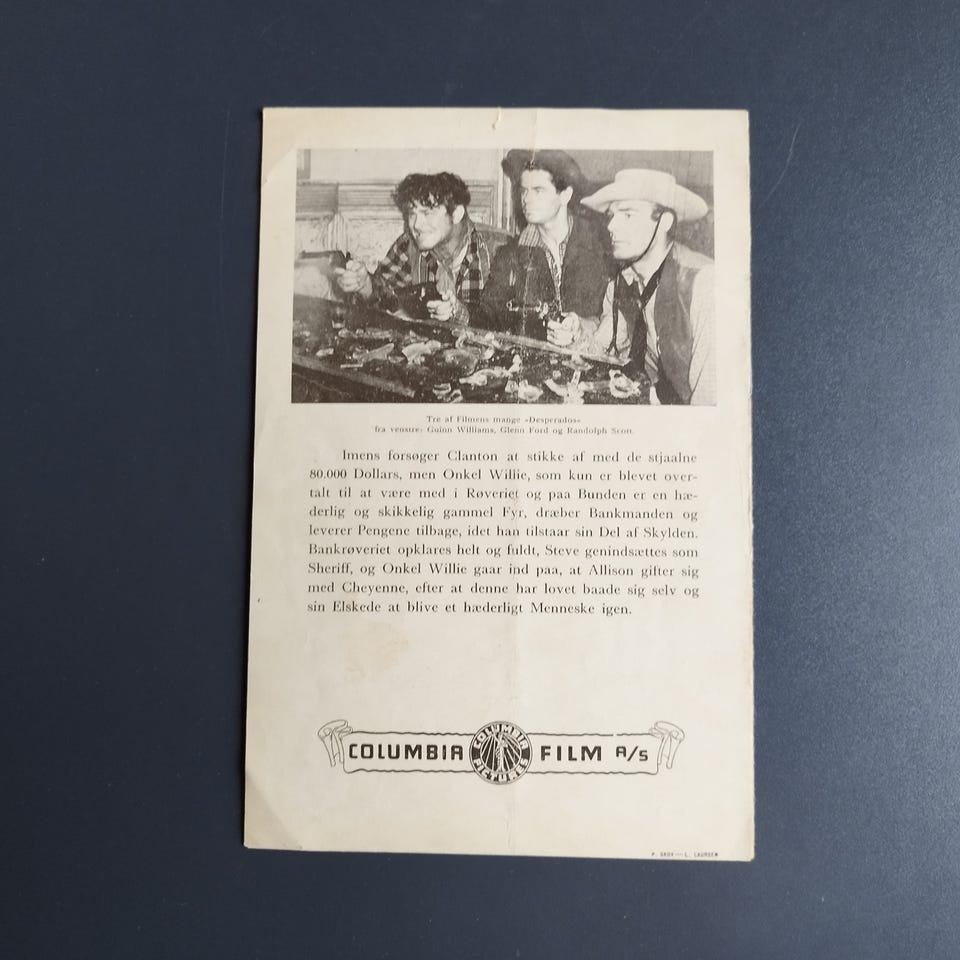 Tre af Filmens mange »Desperados«
fra venstre: Guinn Williams, Glenn Ford og Randolph Scott.
Imens forsøger Clanton at stikke af med de stjaalne
80.000 Dollars, men Onkel Willie, som kun er blevet over-
talt til at være med i Røveriet og paa Bunden er en hæ-
derlig og skikkelig gammel Fyr, dræber Bankmanden og
leverer Pengene tilbage, idet han tilstaar sin Del af Skylden.
Bankrøveriet opklares helt og fuldt, Steve genindsættes som
Sheriff, og Onkel Willie gaar ind paa, at Allison gifter sig
med Cheyenne, efter at denne har lovet baade sig selv og
sin Elskede at blive et hæderligt Menneske igen.
COLUMBIA COLUMBIA PICTURES FILM A/S
P. SKOV — L. LAURSEN